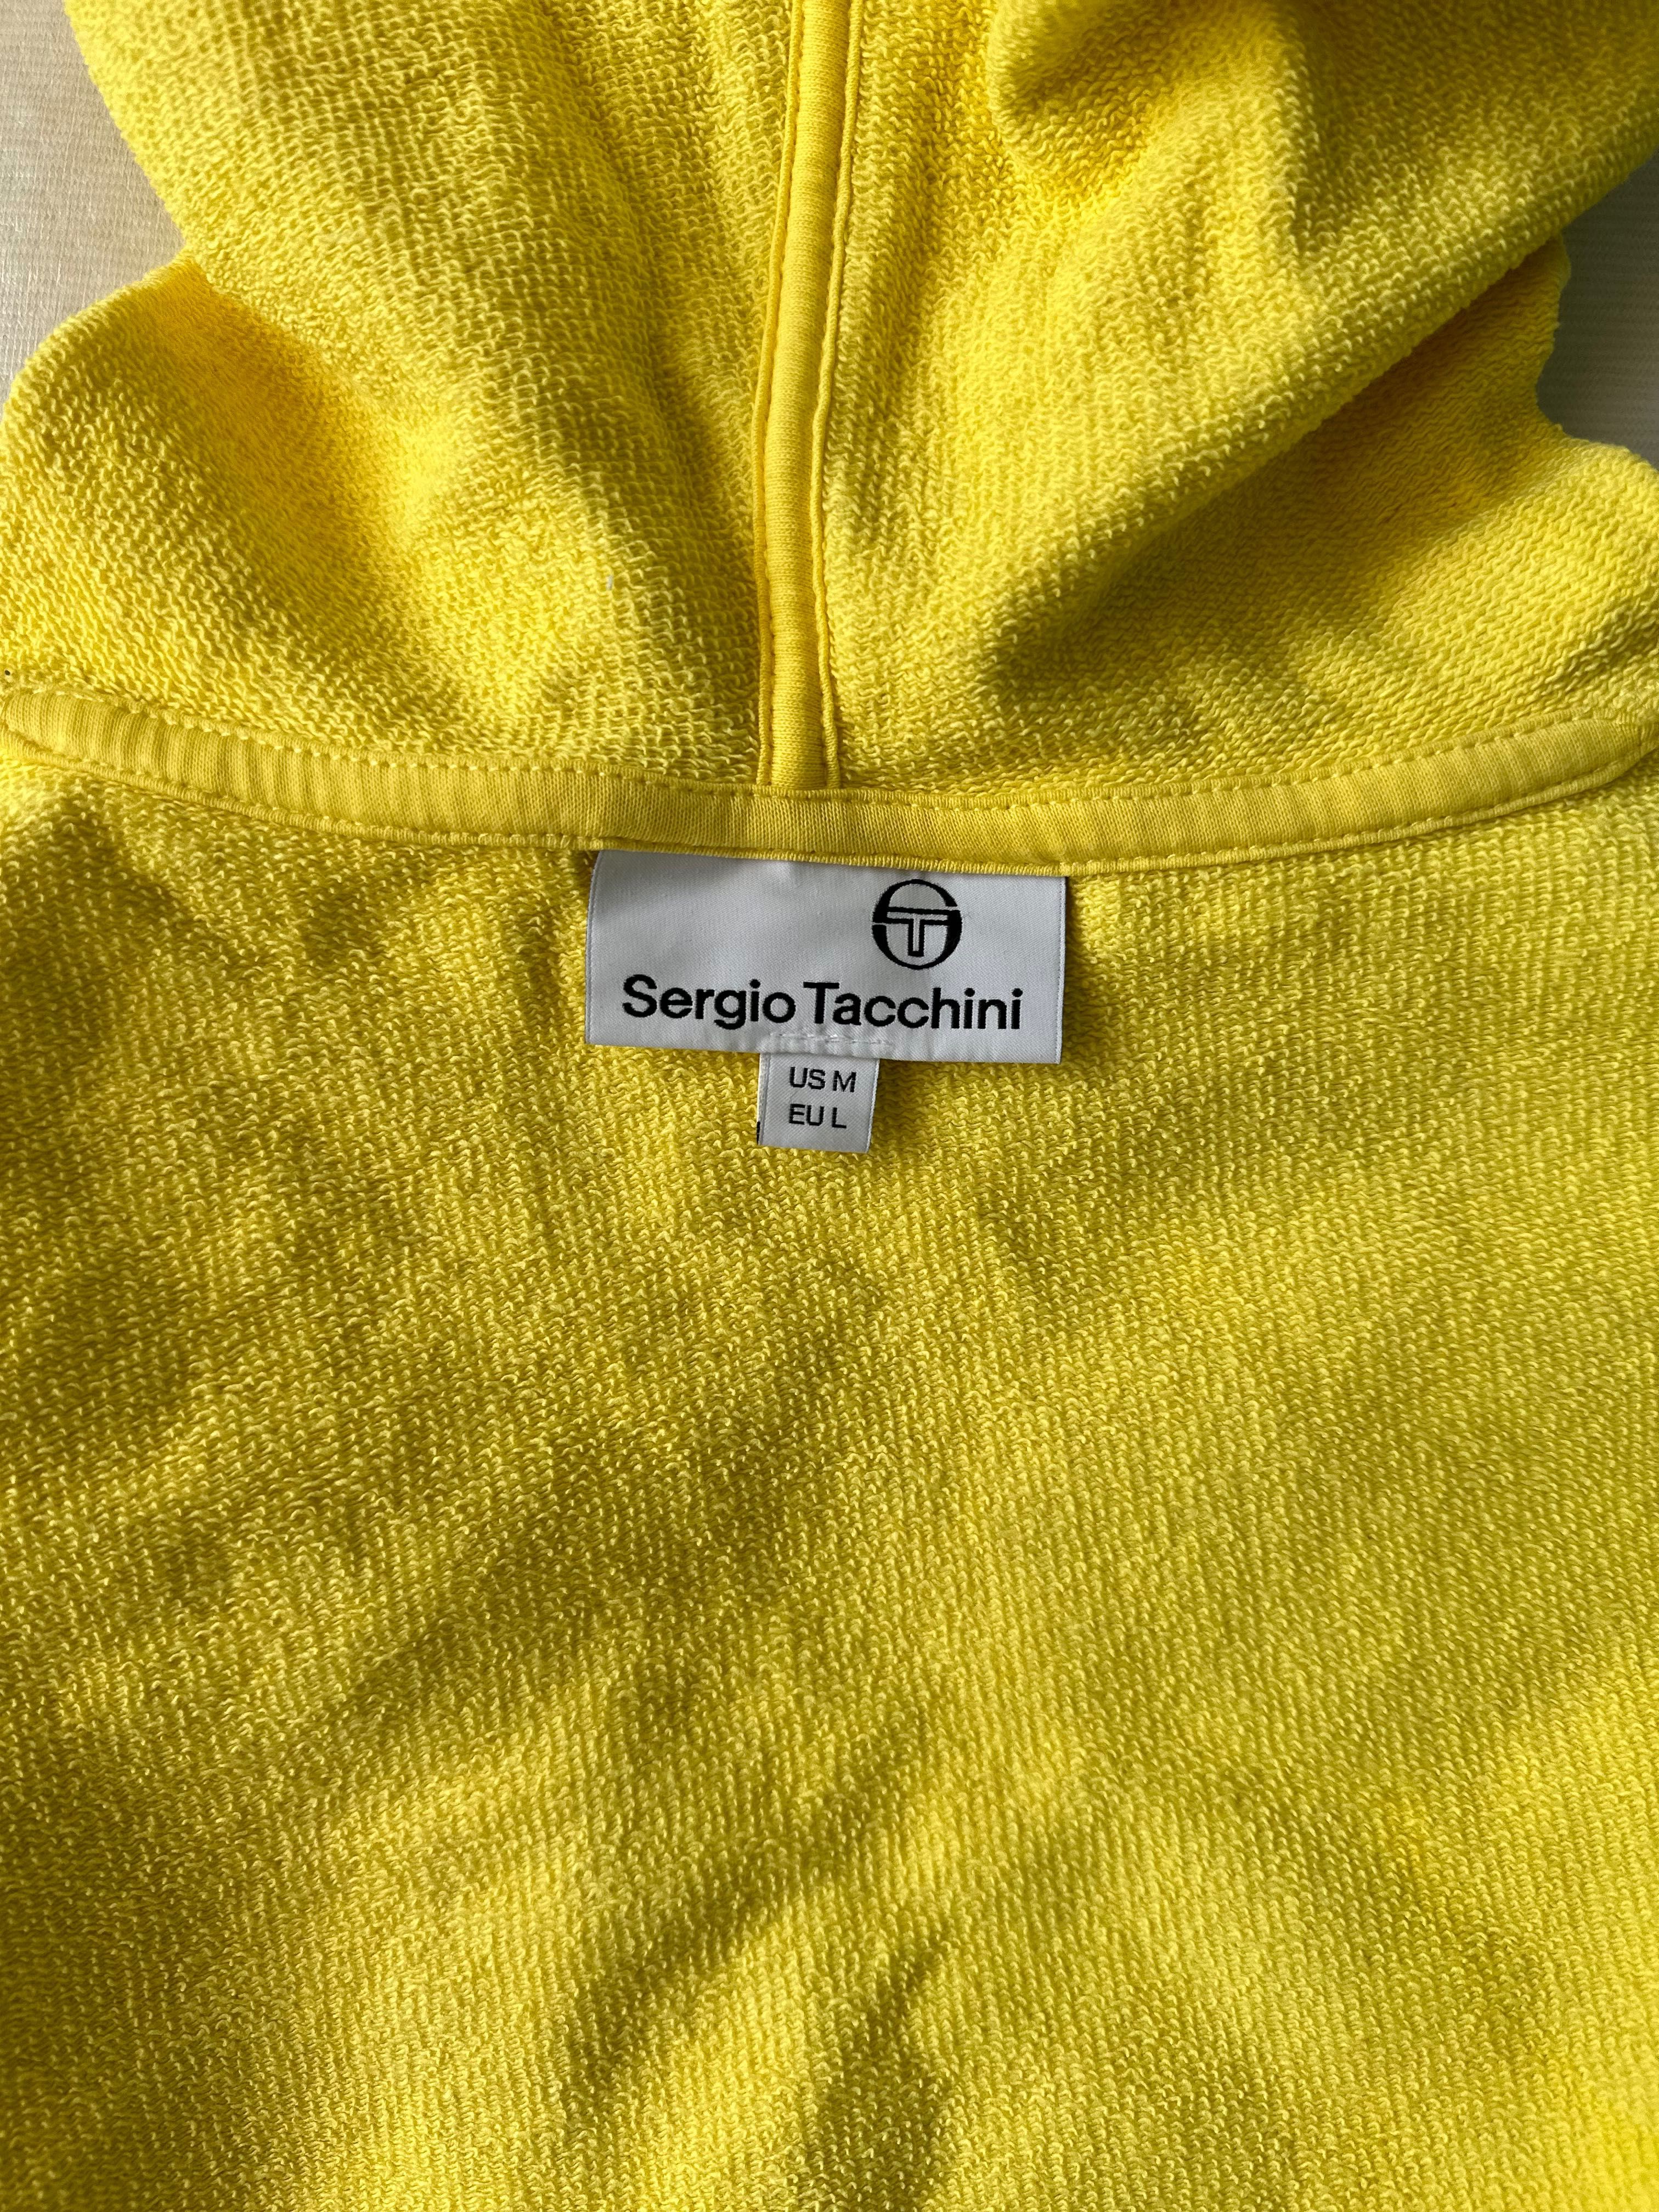 Sergio Tacchini
US M
EU L